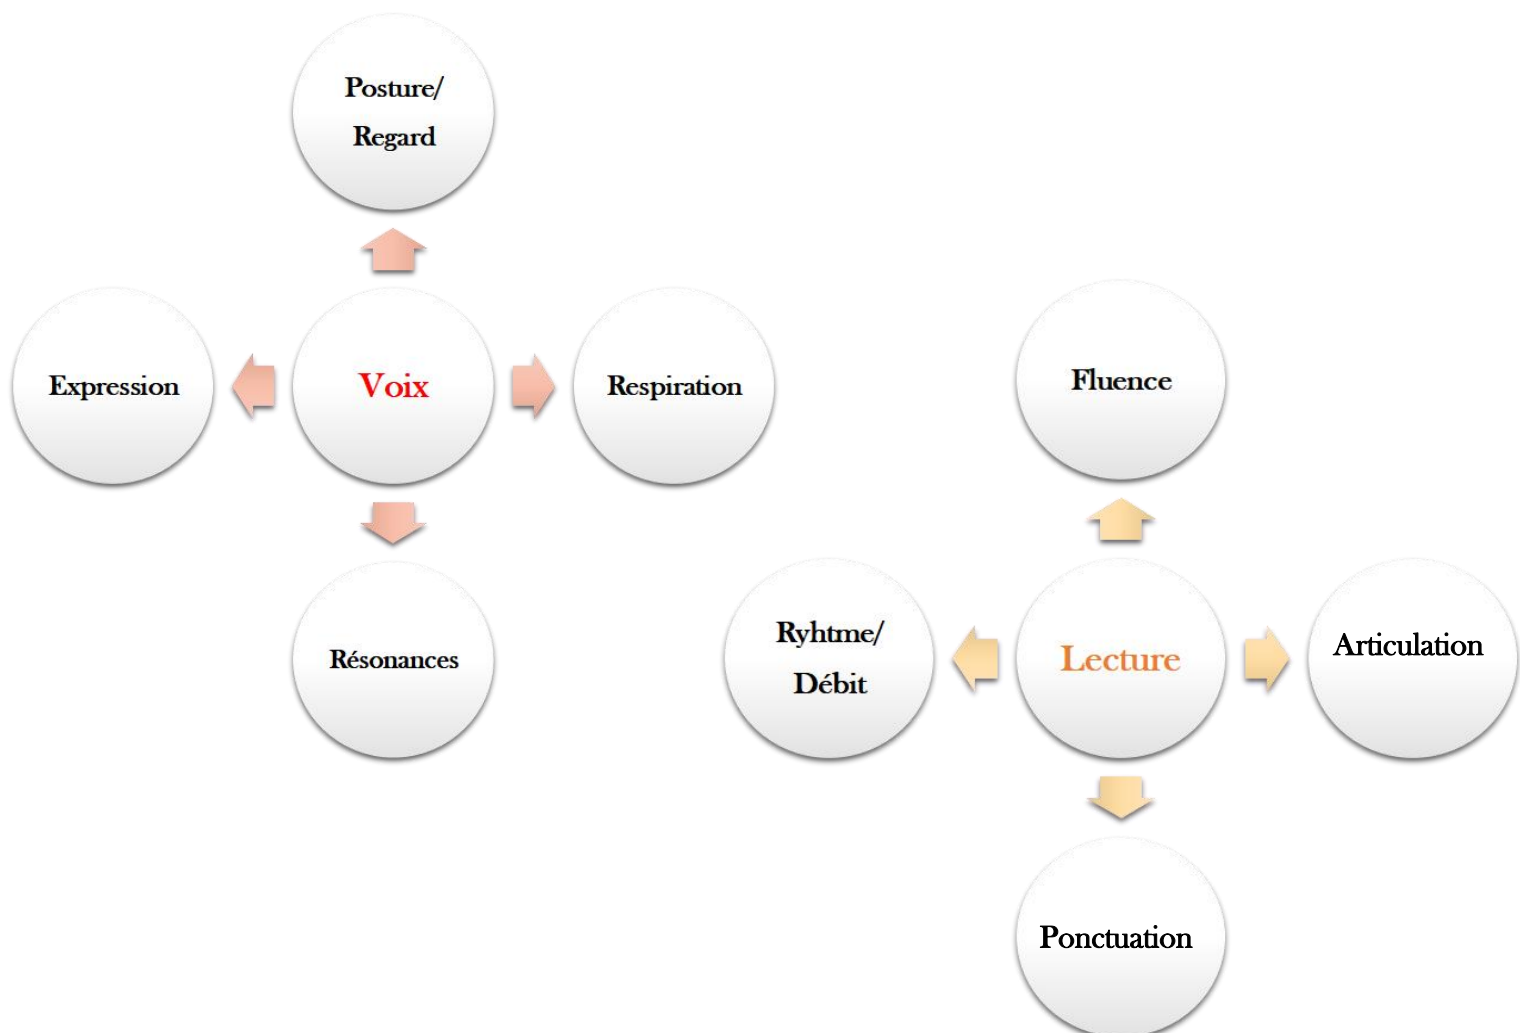 Posture/
Regard
Expression
Voix
Respiration
Résonances
Fluence
Ryhtme/
Débit
Lecture
Articulation
Ponctuation